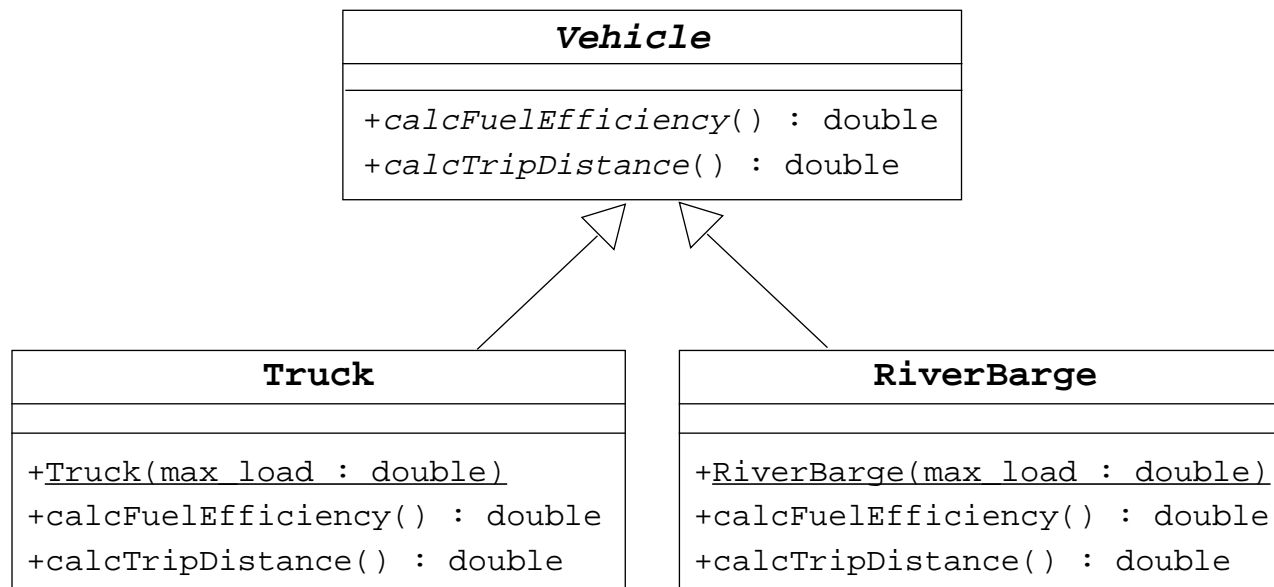 Vehicle
+calcFuelEfficiency() : double
+calcTripDistance() : double
Truck
+Truck(max_load : double)
+calcFuelEfficiency() : double
+calcTripDistance() : double
RiverBarge
+RiverBarge(max_load : double)
+calcFuelEfficiency() : double
+calcTripDistance() : double